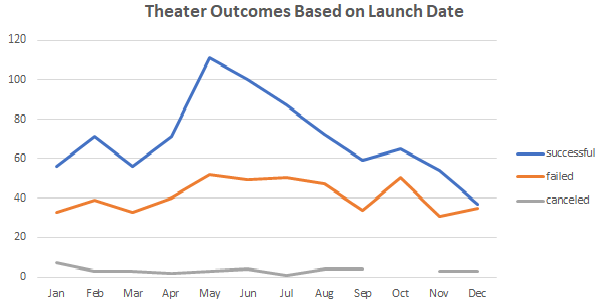 Theater Outcomes Based on Launch Date
120
100
80
60
40
20
0
Jan Feb Mar Apr May Jun Jul Aug Sep Oct Nov Dec
successful
failed
canceled